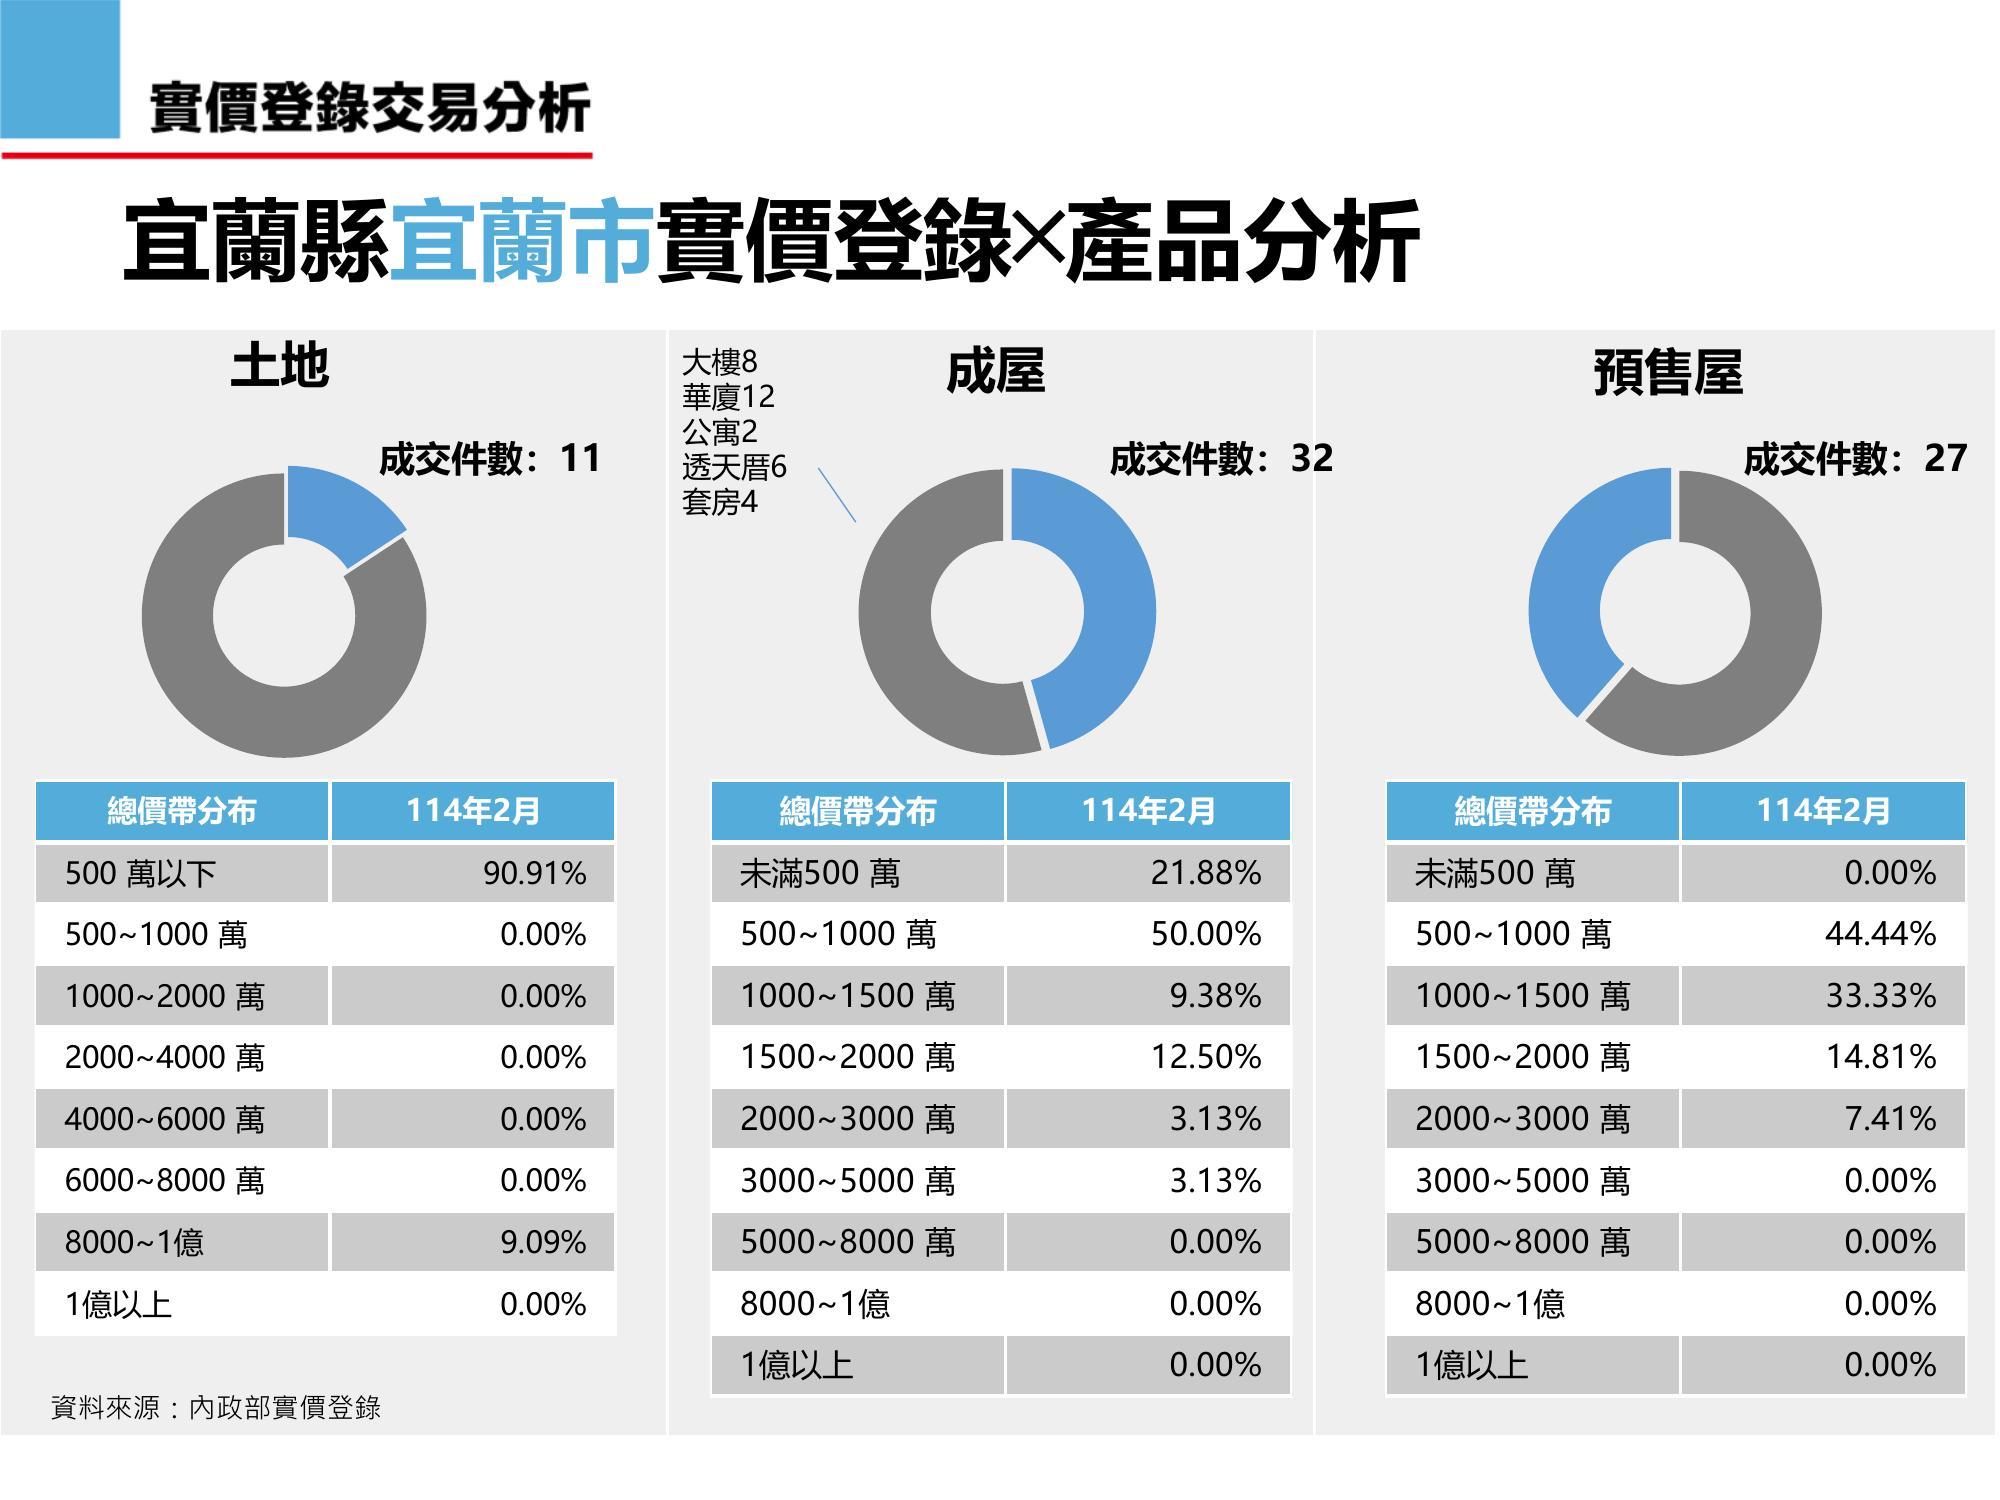 實價登錄交易分析
宜蘭縣宜蘭市實價登錄×產品分析
土地
成交件數：11
總價帶分布 114年2月
500 萬以下 90.91%
500~1000 萬 0.00%
1000~2000 萬 0.00%
2000~4000 萬 0.00%
4000~6000 萬 0.00%
6000~8000 萬 0.00%
8000~1億 9.09%
1億以上 0.00%
資料來源：內政部實價登錄
成屋
大樓8
華廈12
公寓2
透天厝6
套房4
成交件數：32
總價帶分布 114年2月
未滿500 萬 21.88%
500~1000 萬 50.00%
1000~1500 萬 9.38%
1500~2000 萬 12.50%
2000~3000 萬 3.13%
3000~5000 萬 3.13%
5000~8000 萬 0.00%
8000~1億 0.00%
1億以上 0.00%
預售屋
成交件數：27
總價帶分布 114年2月
未滿500 萬 0.00%
500~1000 萬 44.44%
1000~1500 萬 33.33%
1500~2000 萬 14.81%
2000~3000 萬 7.41%
3000~5000 萬 0.00%
5000~8000 萬 0.00%
8000~1億 0.00%
1億以上 0.00%